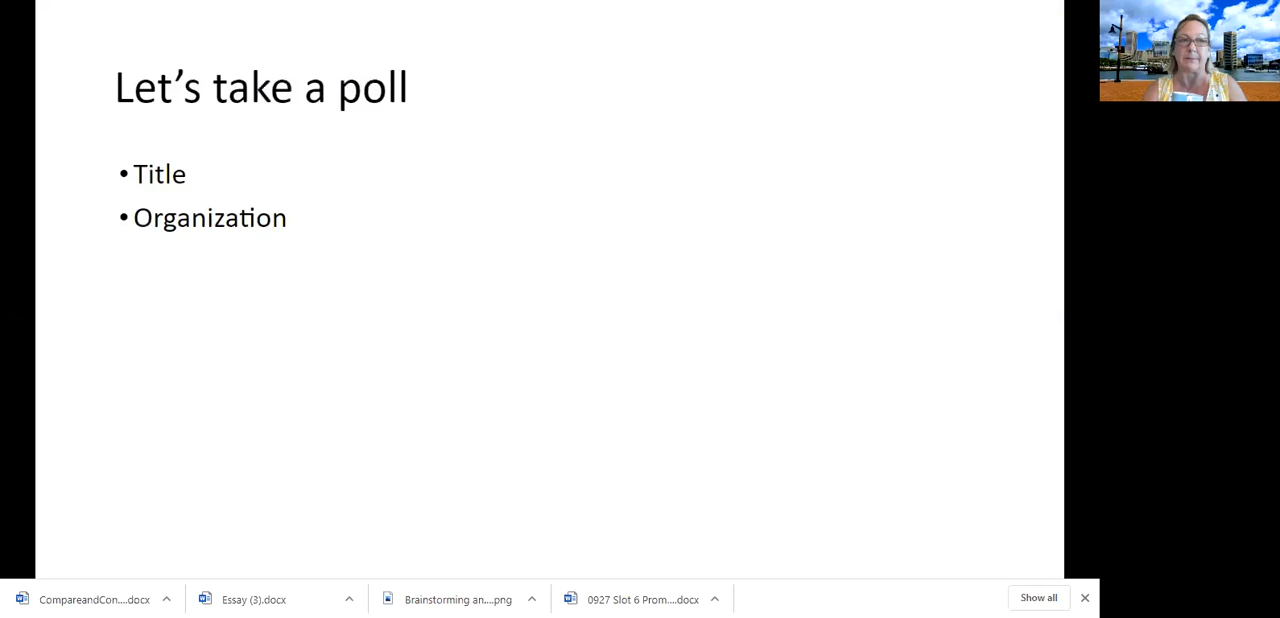 Let's take a poll
• Title
• Organization
CompareandCon....docx
Essay (3).docx
Brainstorming an....png
0927 Slot 6 Prom....docx
Show all